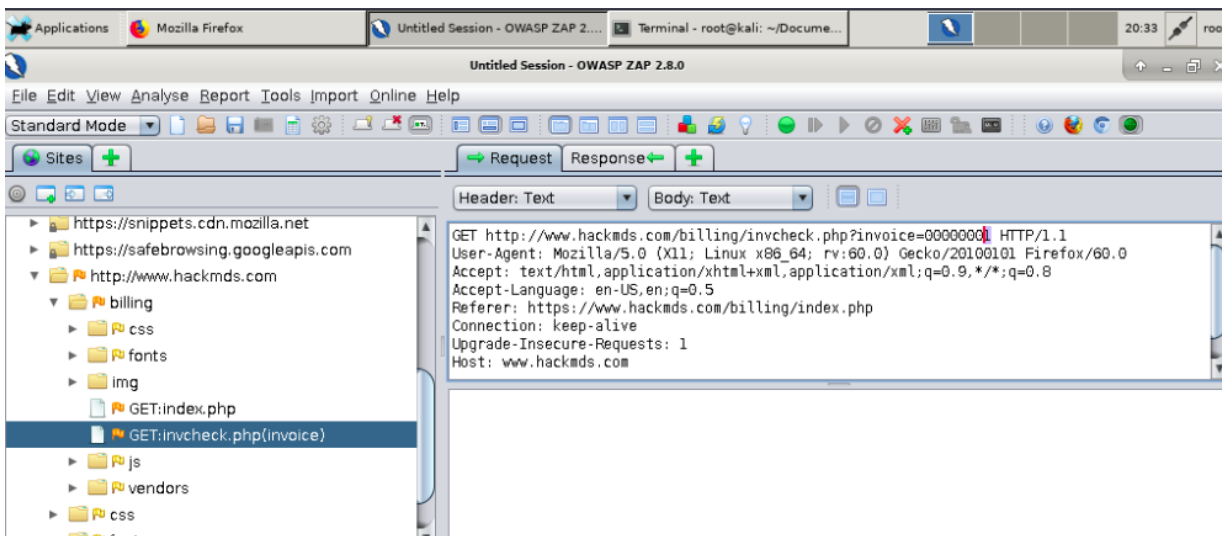 Applications Mozilla Firefox Untitled Session - OWASP ZAP 2.... Terminal - root@kali: ~/Docume... 20:33 roo
Untitled Session - OWASP ZAP 2.8.0
File Edit View Analyse Report Tools Import Online Help
Standard Mode
Sites
Request Response
Header: Text Body: Text
https://snippets.cdn.mozilla.net
https://safebrowsing.googleapis.com
http://www.hackmds.com
billing
css
fonts
img
GET:index.php
GET:invcheck.php(invoice)
js
vendors
css
GET http://www.hackmds.com/billing/invcheck.php?invoice=00000001 HTTP/1.1
User-Agent: Mozilla/5.0 (X11; Linux x86_64; rv:60.0) Gecko/20100101 Firefox/60.0
Accept: text/html,application/xhtml+xml,application/xml;q=0.9,*/*;q=0.8
Accept-Language: en-US,en;q=0.5
Referer: https://www.hackmds.com/billing/index.php
Connection: keep-alive
Upgrade-Insecure-Requests: 1
Host: www.hackmds.com